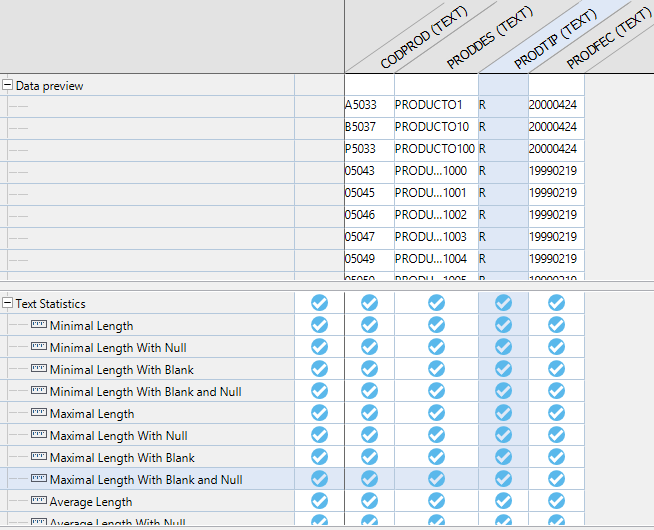 CODPROD (TEXT) PRODDES (TEXT) PRODTIP (TEXT) PRODFEC (TEXT)
Data preview
A5033 PRODUCTO1 R 20000424
B5037 PRODUCTO10 R 20000424
P5033 PRODUCTO100 R 20000424
05043 PRODU...1000 R 19990219
05045 PRODU...1001 R 19990219
05046 PRODU...1002 R 19990219
05047 PRODU...1003 R 19990219
05049 PRODU...1004 R 19990219
05050 PRODU...1005 R 19990219
Text Statistics
Minimal Length
Minimal Length With Null
Minimal Length With Blank
Minimal Length With Blank and Null
Maximal Length
Maximal Length With Null
Maximal Length With Blank
Maximal Length With Blank and Null
Average Length
Average Length With Null